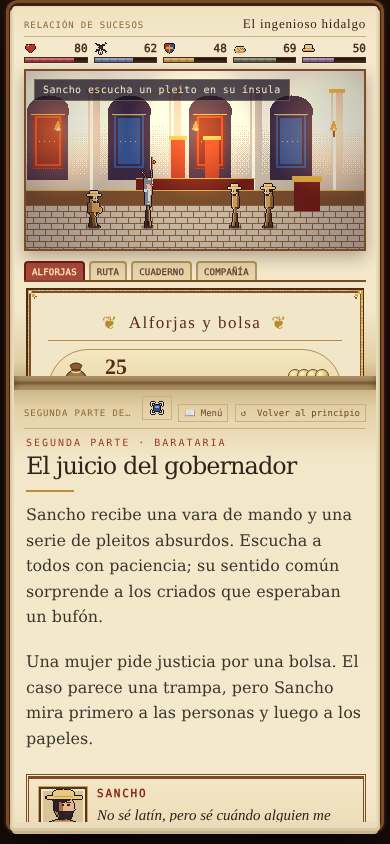 RELACIÓN DE SUCESOS
El ingenioso hidalgo
80 62 48 69 50
Sancho escucha un pleito en su ínsula
ALFORJAS RUTA CUADERNO COMPAÑÍA
Alforjas y bolsa
25
SEGUNDA PARTE DE… Menú Volver al principio
SEGUNDA PARTE · BARATARIA
El juicio del gobernador
Sancho recibe una vara de mando y una
serie de pleitos absurdos. Escucha a
todos con paciencia; su sentido común
sorprende a los criados que esperaban
un bufón.
Una mujer pide justicia por una bolsa. El
caso parece una trampa, pero Sancho
mira primero a las personas y luego a los
papeles.
SANCHO
No sé latín, pero sé cuándo alguien me